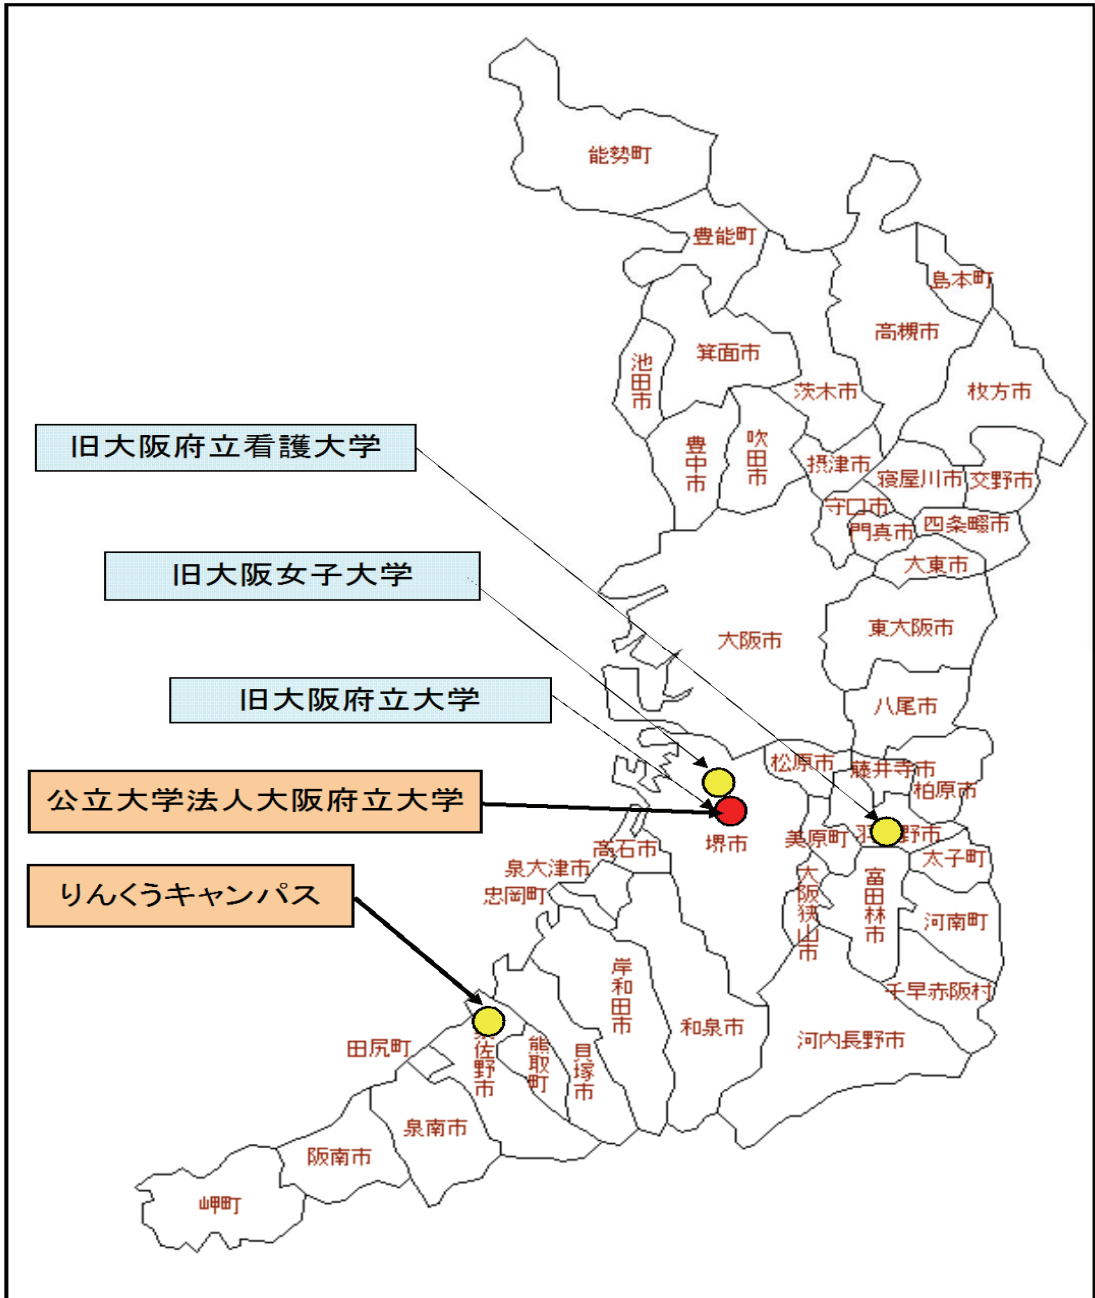 能勢町
豊能町
島本町
高槻市
箕面市
池田市
茨木市
枚方市
旧大阪府立看護大学
豊中市
吹田市
摂津市
寝屋川市
交野市
守口市
門真市
四条畷市
大東市
旧大阪女子大学
大阪市
東大阪市
旧大阪府立大学
八尾市
松原市
藤井寺市
柏原市
公立大学法人大阪府立大学
堺市
美原町
野市
太子町
高石市
泉大津市
忠岡町
りんくうキャンパス
大阪狭山市
富田林市
河南町
千早赤阪村
岸和田市
和泉市
河内長野市
田尻町
佐野市
熊取町
貝塚市
泉南市
阪南市
岬町